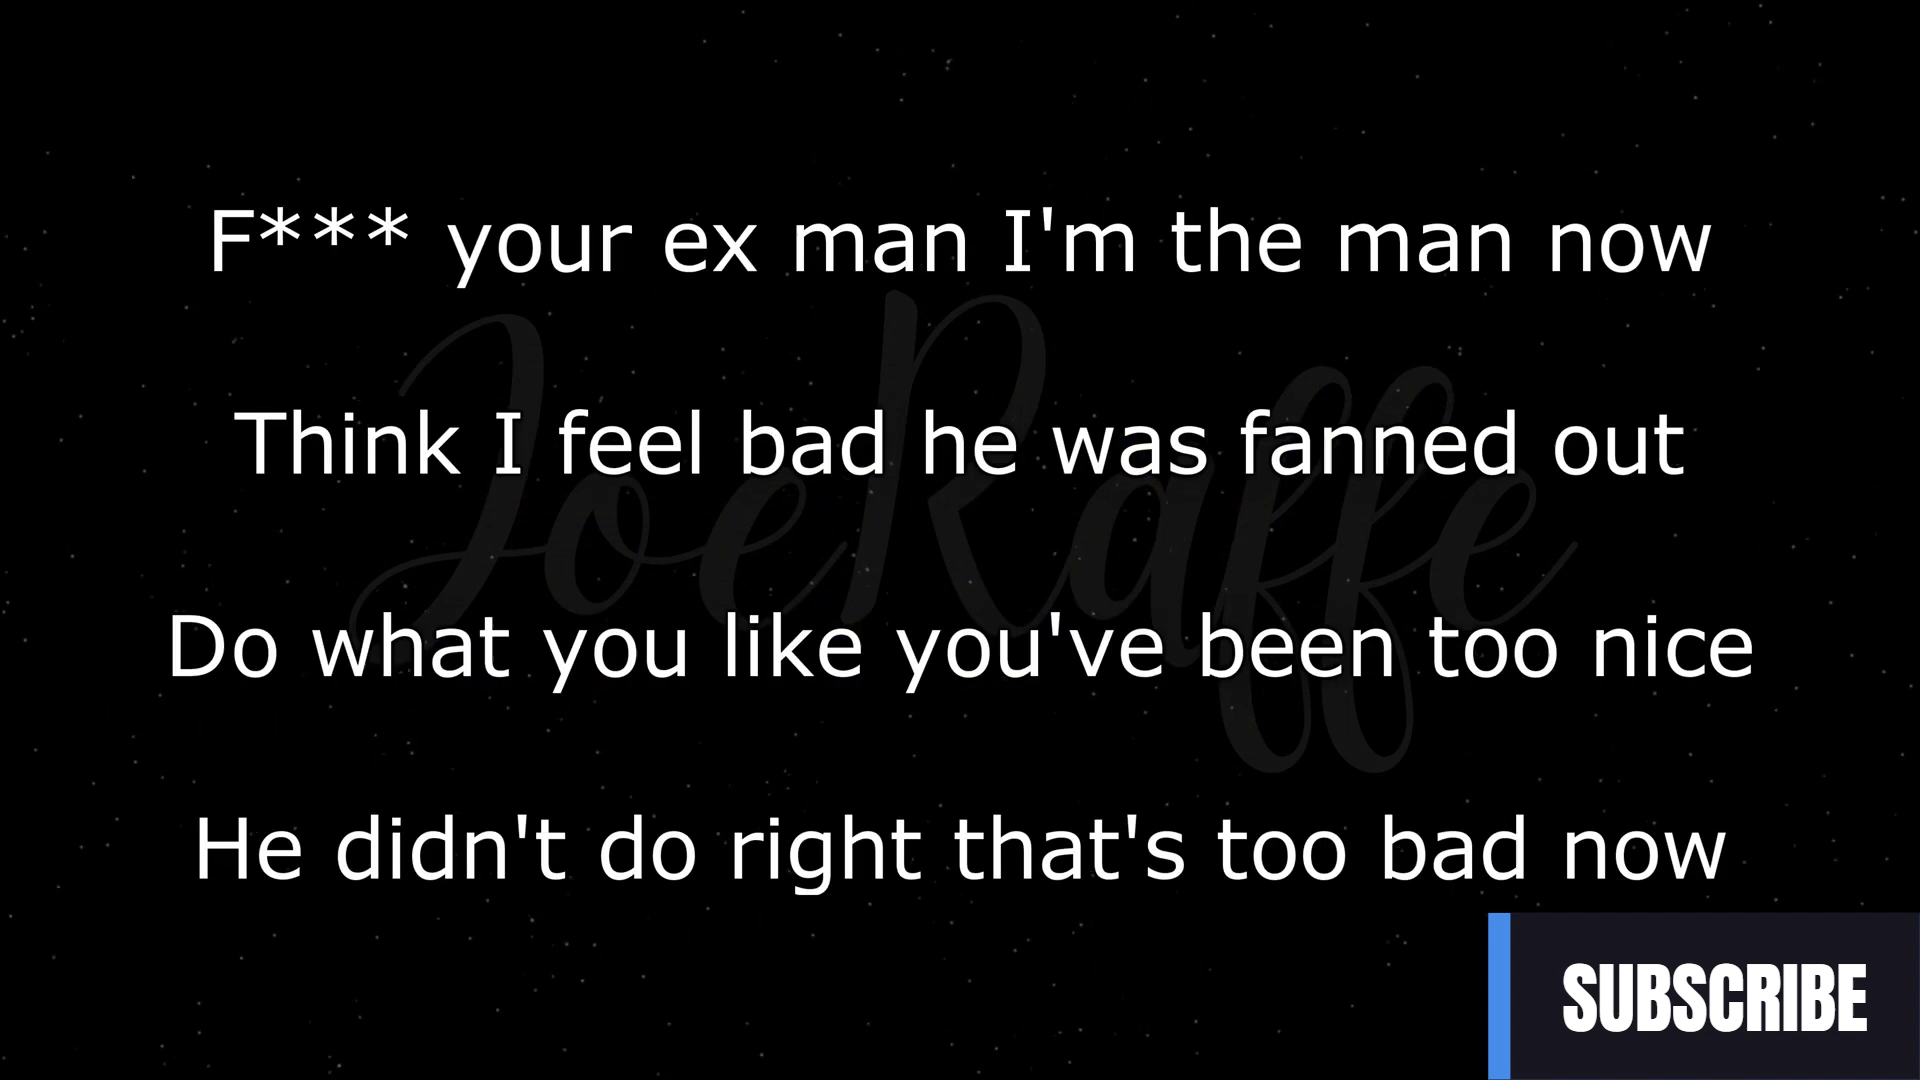 F*** your ex man I'm the man now
Think I feel bad he was fanned out
JoeRaffe
Do what you like you've been too nice
He didn't do right that's too bad now
SUBSCRIBE